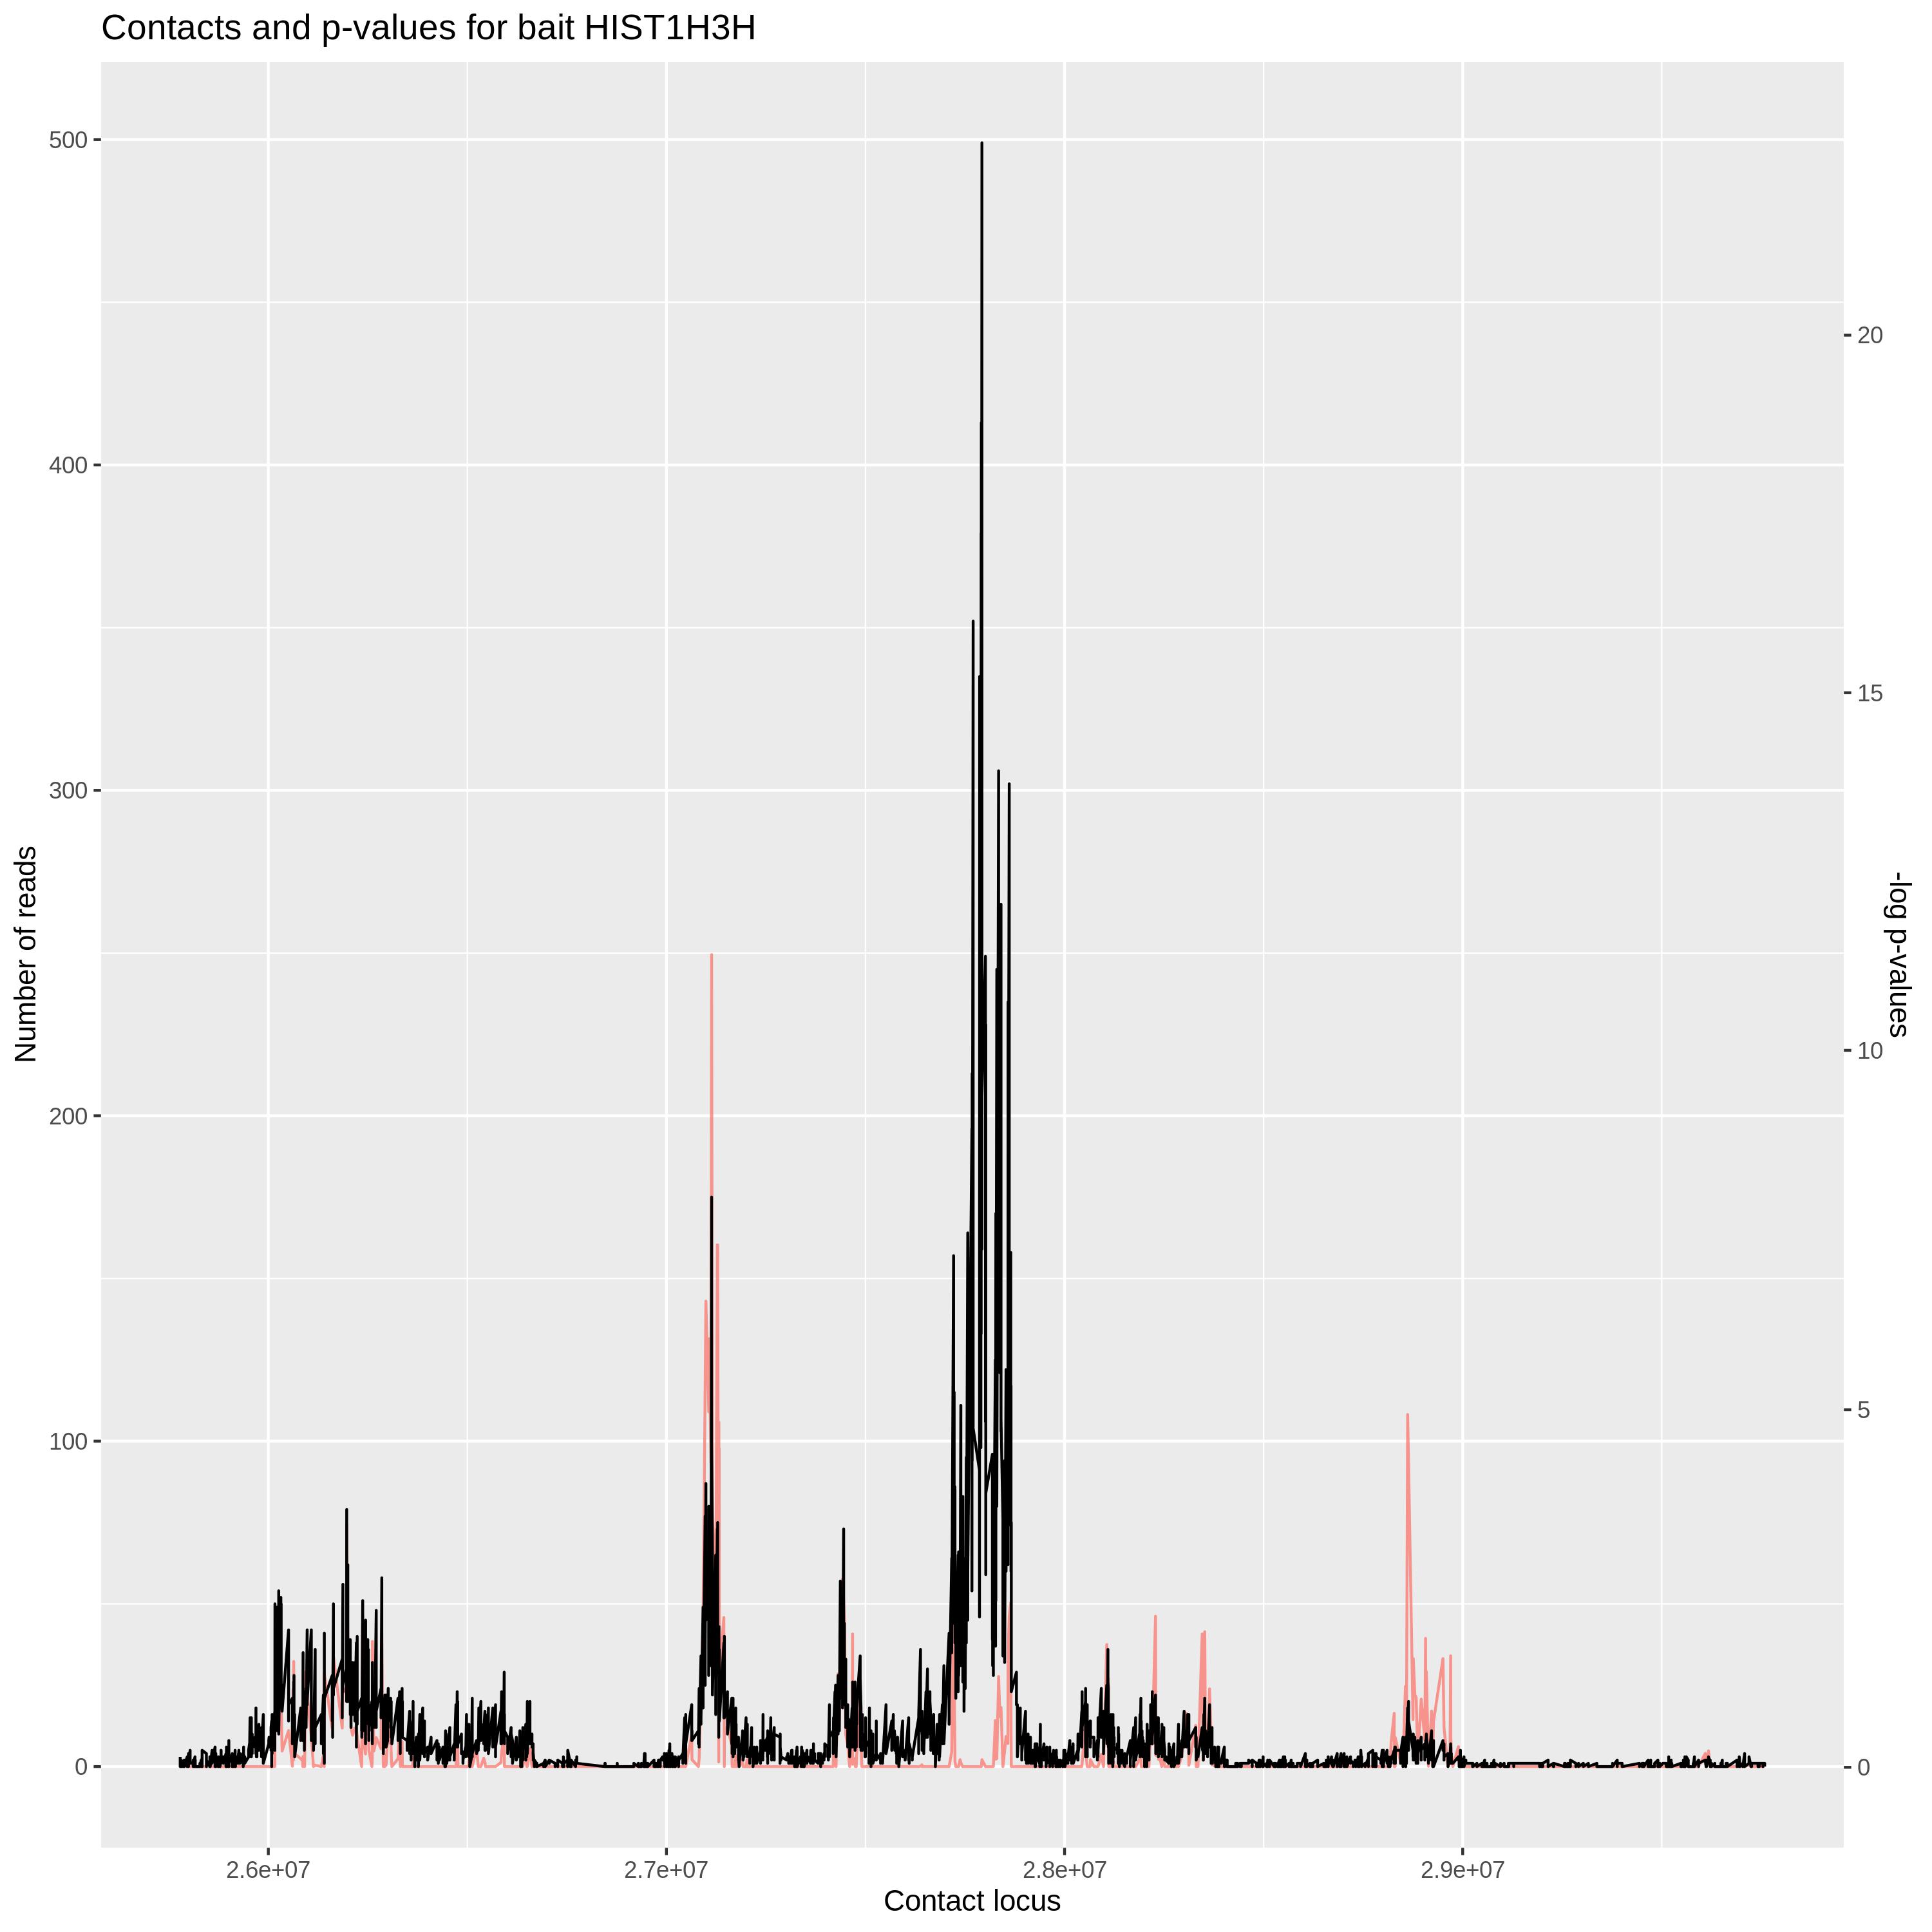 Contacts and p-values for bait HIST1H3H
500
400
300
200
100
0
Number of reads
20
15
10
5
0
-log p-values
2.6e+07
2.7e+07
2.8e+07
2.9e+07
Contact locus